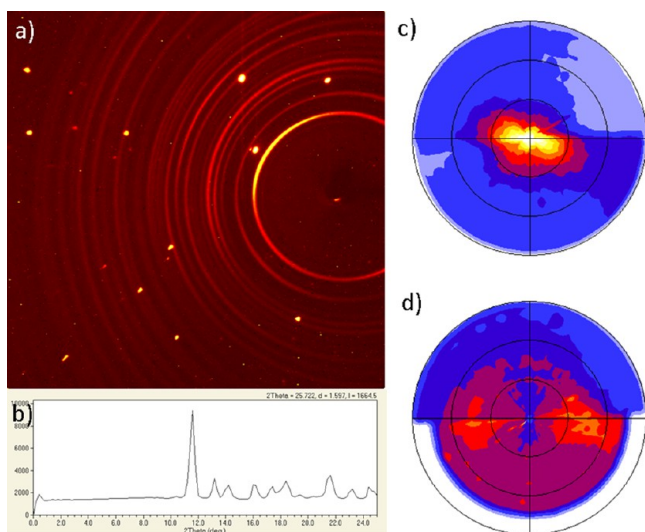 a)
c)
d)
b)
2Theta = 25.722, d = 1.597, I = 1664.5
10000
8000
6000
4000
2000
0
0.0 2.0 4.0 6.0 8.0 10.0 12.0 14.0 16.0 18.0 20.0 22.0 24.0
2Theta (deg)